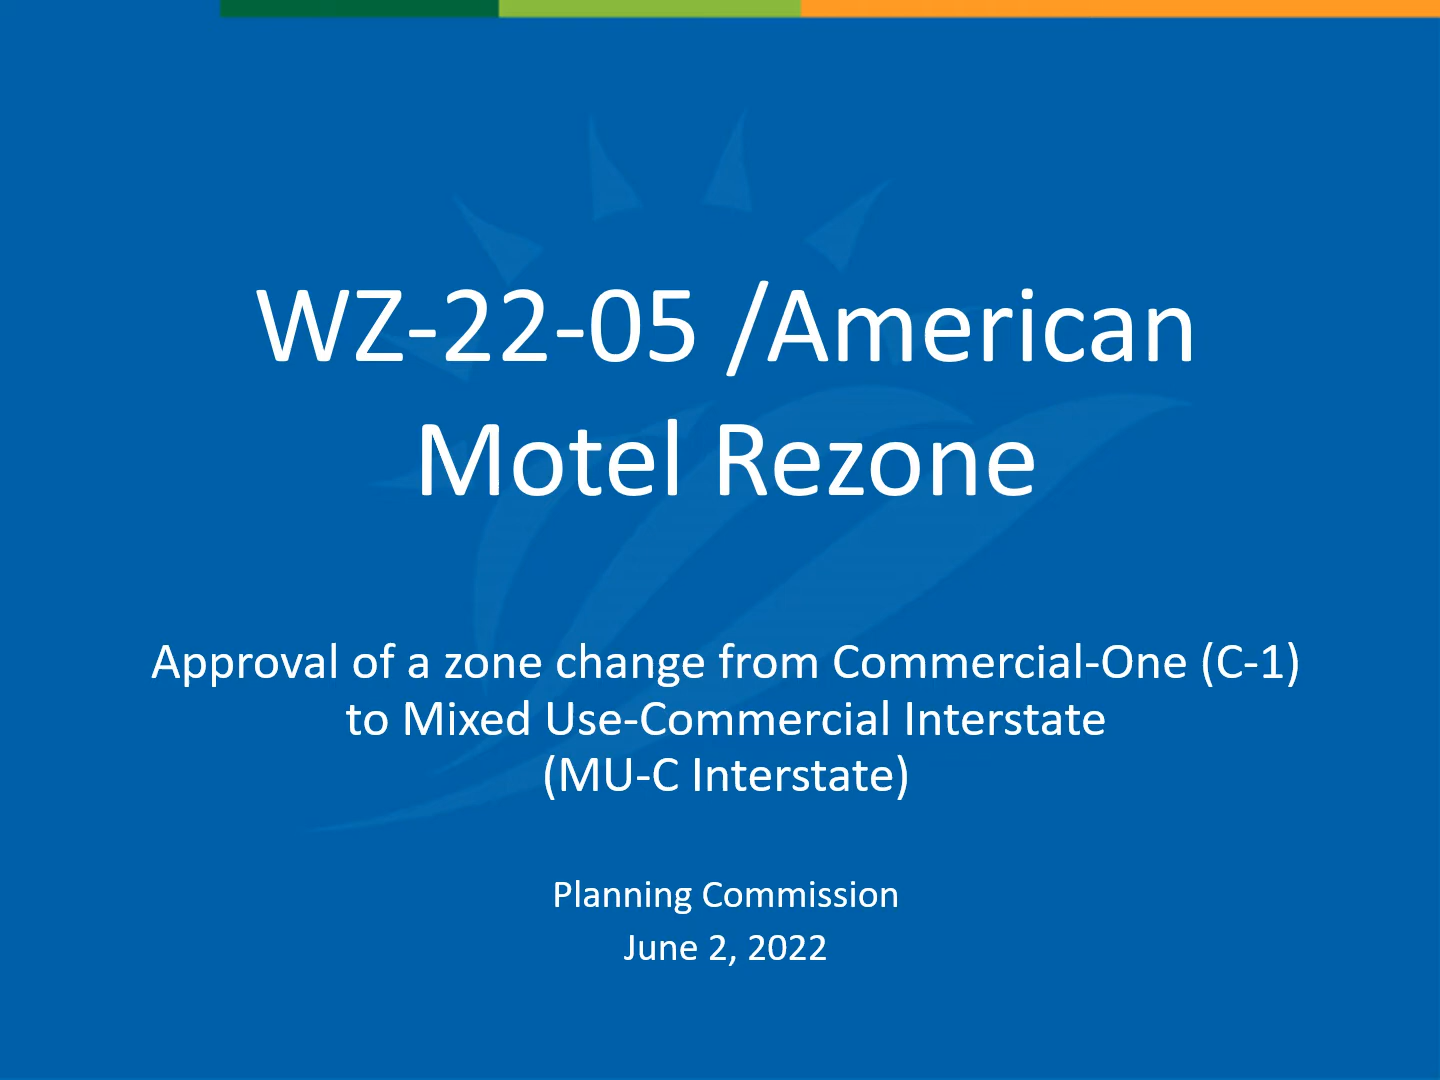 WZ-22-05 /American
Motel Rezone
Approval of a zone change from Commercial-One (C-1)
to Mixed Use-Commercial Interstate
(MU-C Interstate)
Planning Commission
June 2, 2022